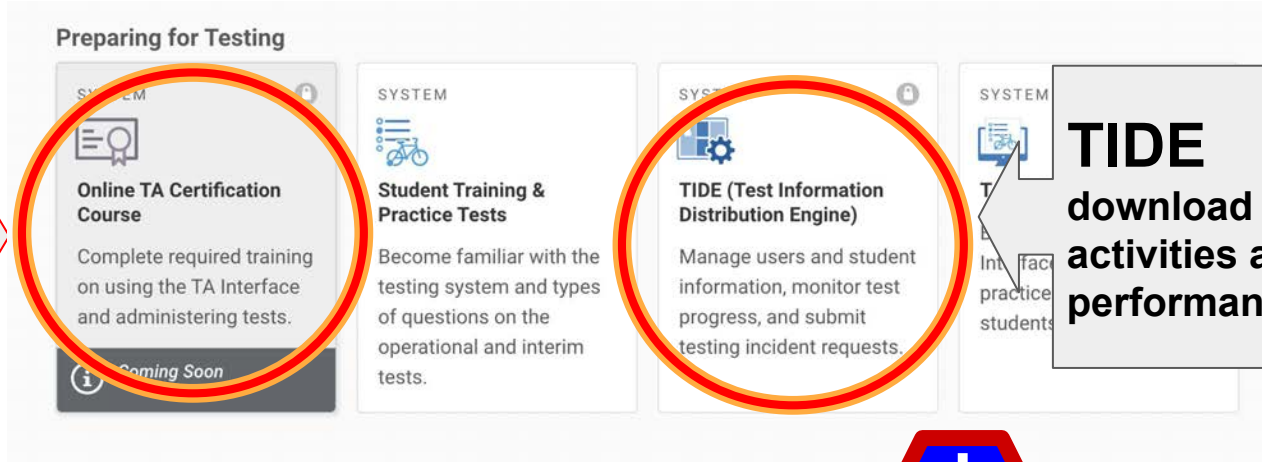 Preparing for Testing
SYSTEM
Online TA Certification
Course
Complete required training
on using the TA Interface
and administering tests.
Coming Soon
SYSTEM
Student Training &
Practice Tests
Become familiar with the
testing system and types
of questions on the
operational and interim
tests.
TIDE (Test Information
Distribution Engine)
Manage users and student
information, monitor test
progress, and submit
testing incident requests.
SYSTEM
practice
students
TIDE
download
activities